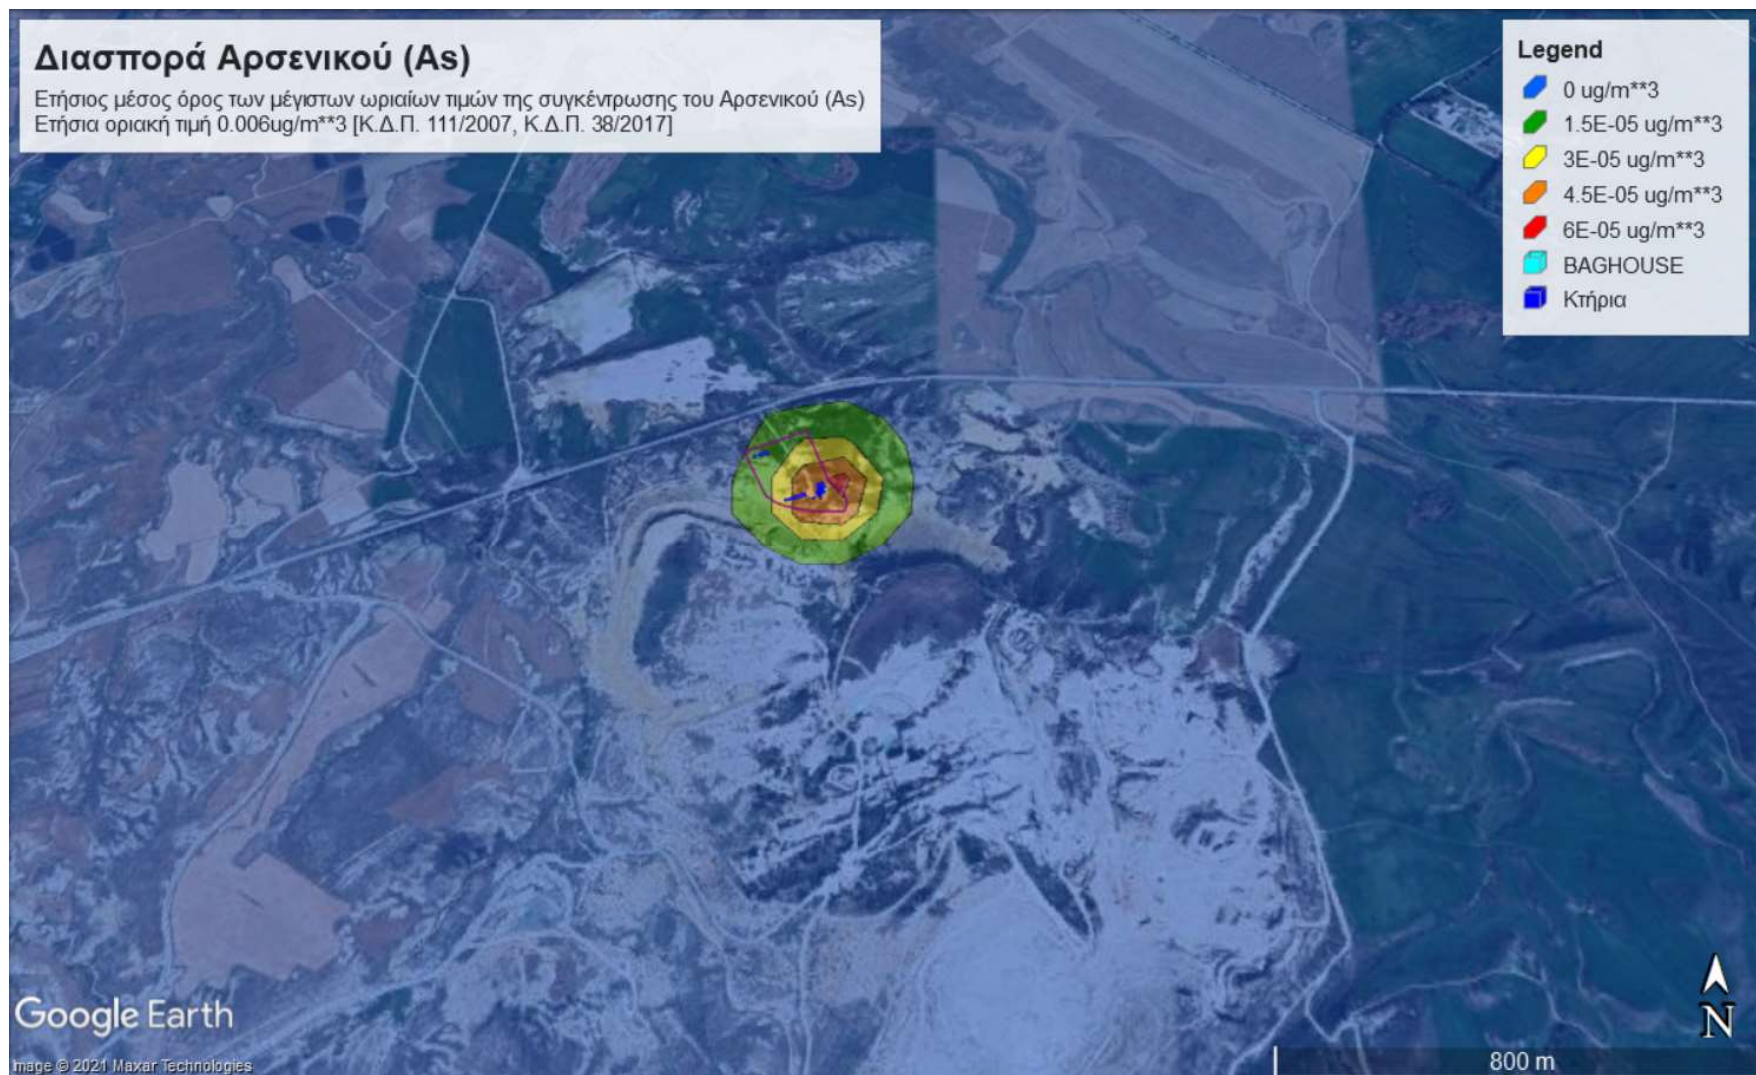 Διασπορά Αρσενικού (As)
Ετήσιος μέσος όρος των μέγιστων ωριαίων τιμών της συγκέντρωσης του Αρσενικού (As)
Ετήσια οριακή τιμή 0.006ug/m**3 [Κ.Δ.Π. 111/2007, Κ.Δ.Π. 38/2017]
Legend
0 ug/m**3
1.5E-05 ug/m**3
3E-05 ug/m**3
4.5E-05 ug/m**3
6E-05 ug/m**3
BAGHOUSE
Κτήρια
Google Earth
N
Image © 2021 Maxar Technologies
800 m